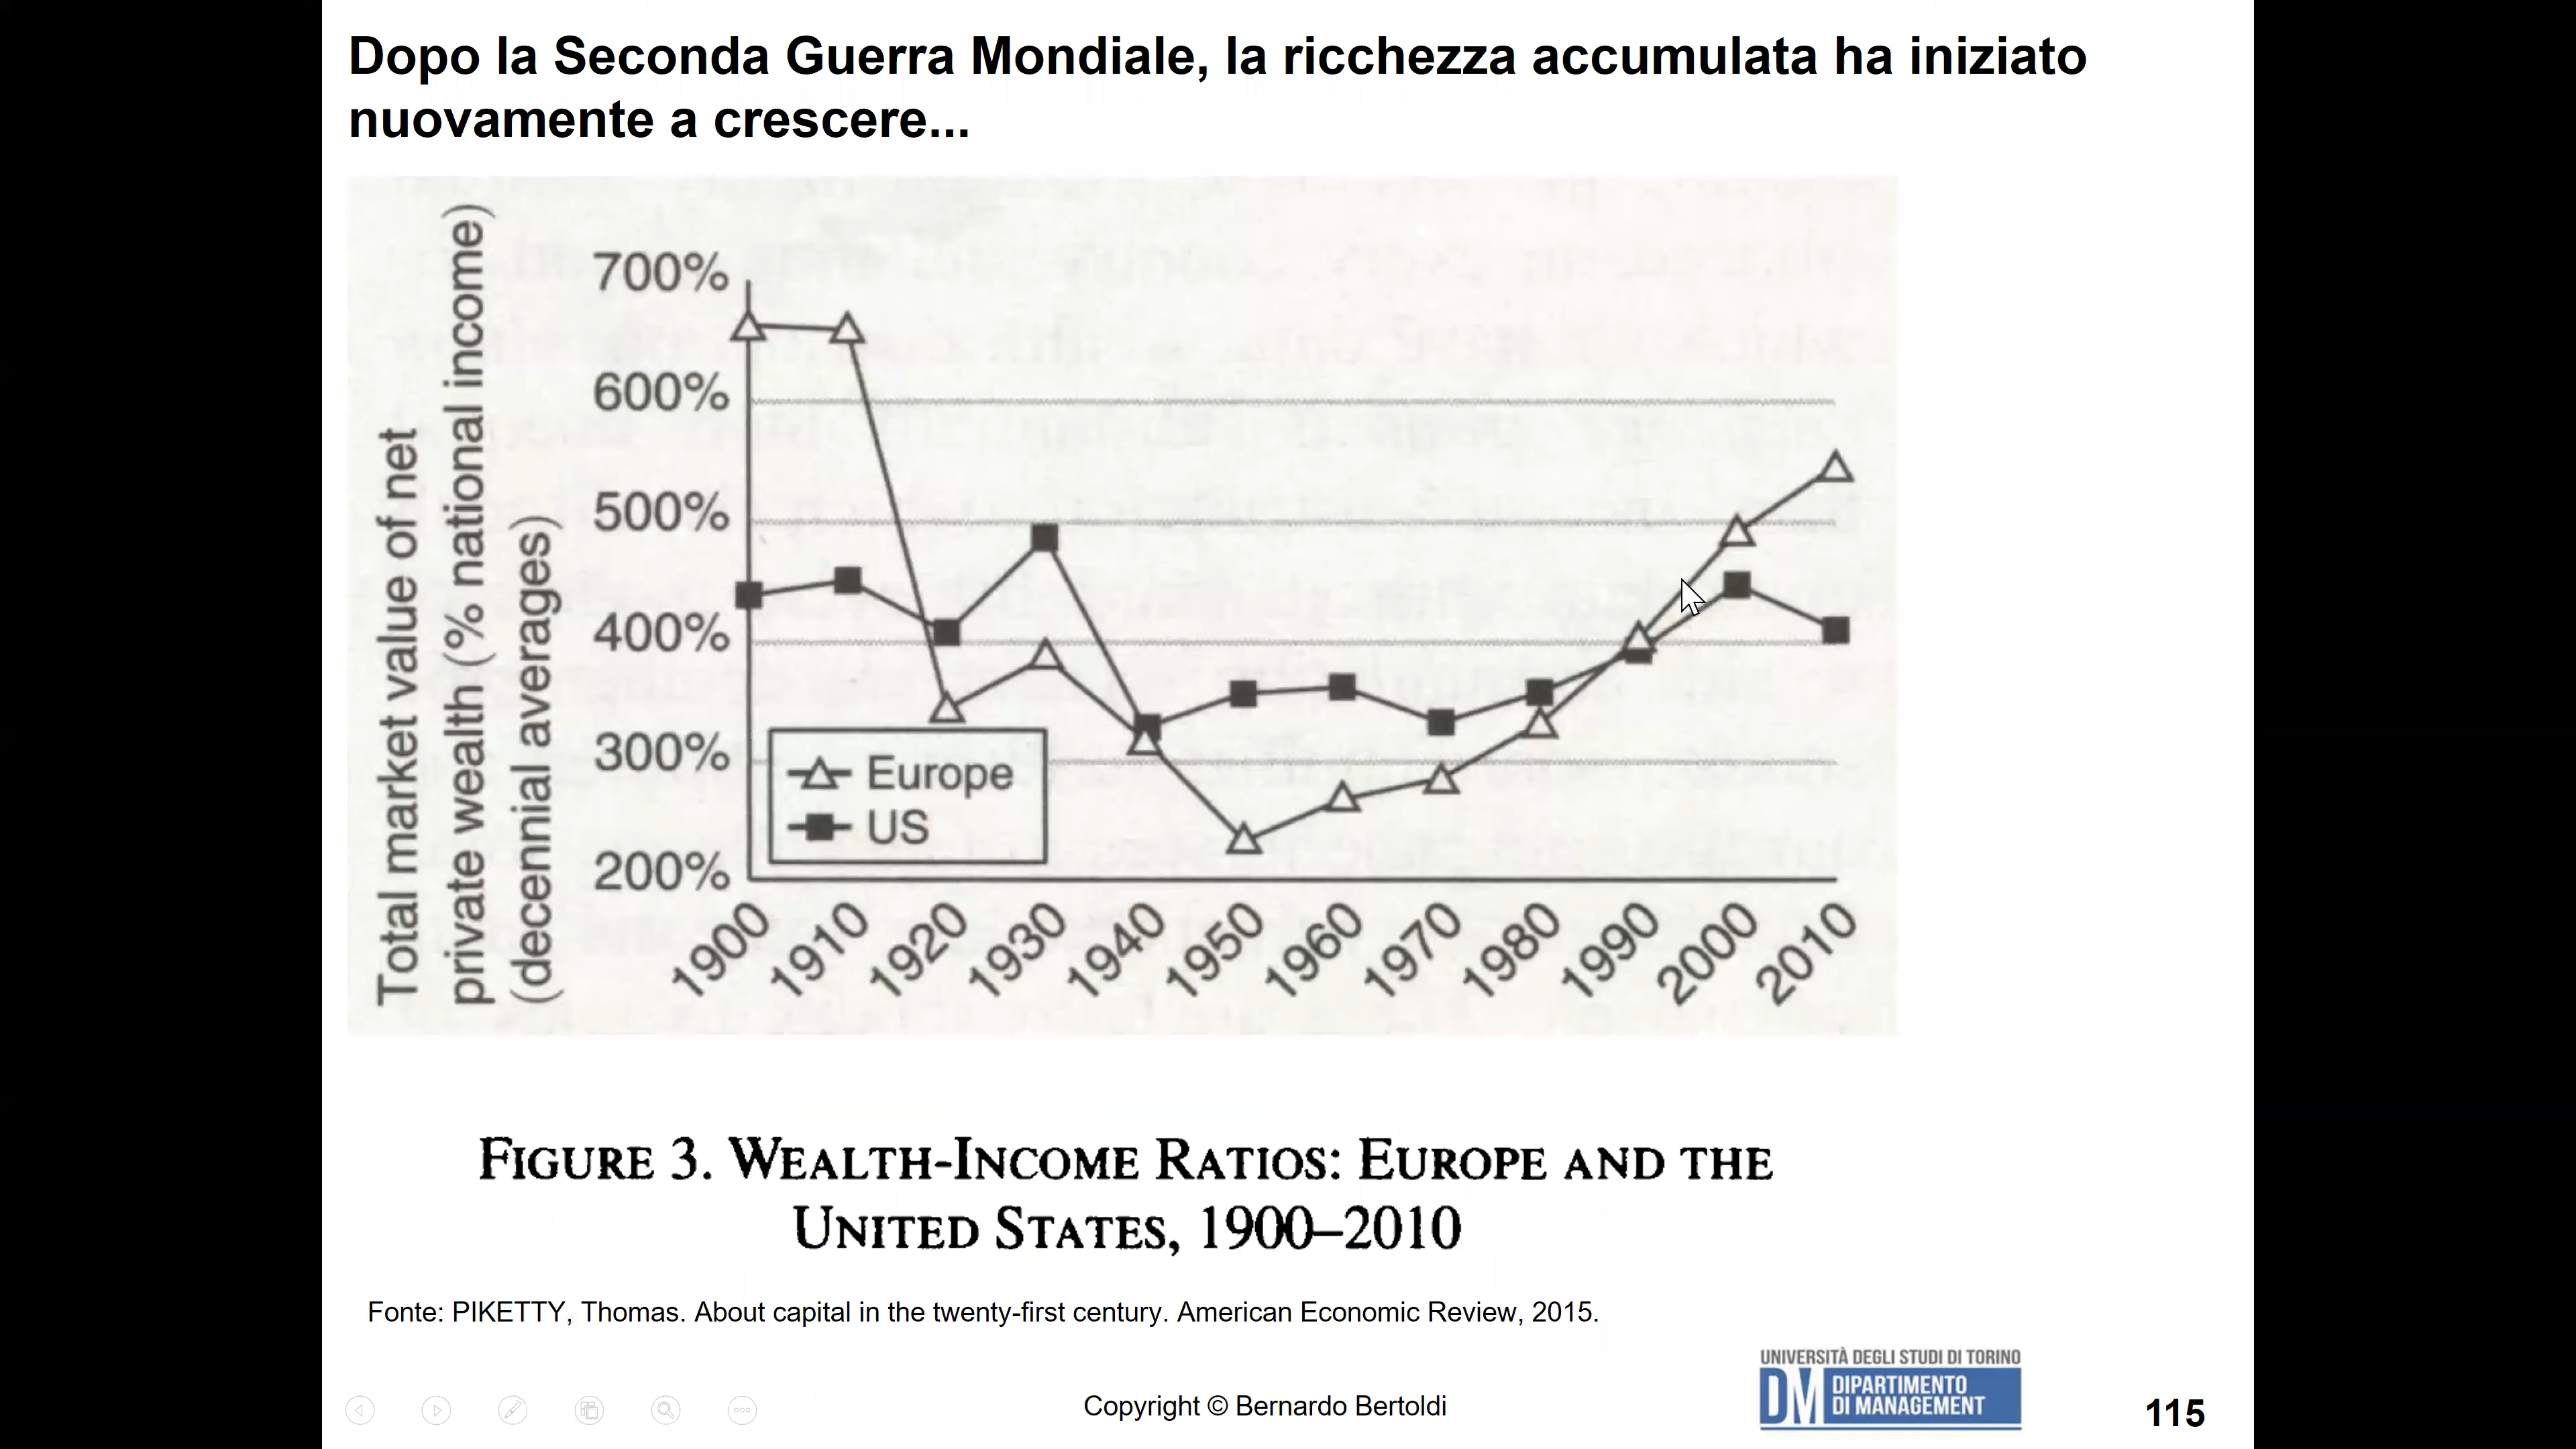 Dopo la Seconda Guerra Mondiale, la ricchezza accumulata ha iniziato
nuovamente a crescere...
Total market value of net
private wealth (% national income)
(decennial averages)
700%
600%
500%
400%
300%
200%
Europe
US
1900
1910
1920
1930
1940
1950
1960
1970
1980
1990
2000
2010
FIGURE 3. WEALTH-INCOME RATIOS: EUROPE AND THE
UNITED STATES, 1900–2010
Fonte: PIKETTY, Thomas. About capital in the twenty-first century. American Economic Review, 2015.
Copyright © Bernardo Bertoldi
UNIVERSITÀ DEGLI STUDI DI TORINO
DM DIPARTIMENTO
DI MANAGEMENT
115